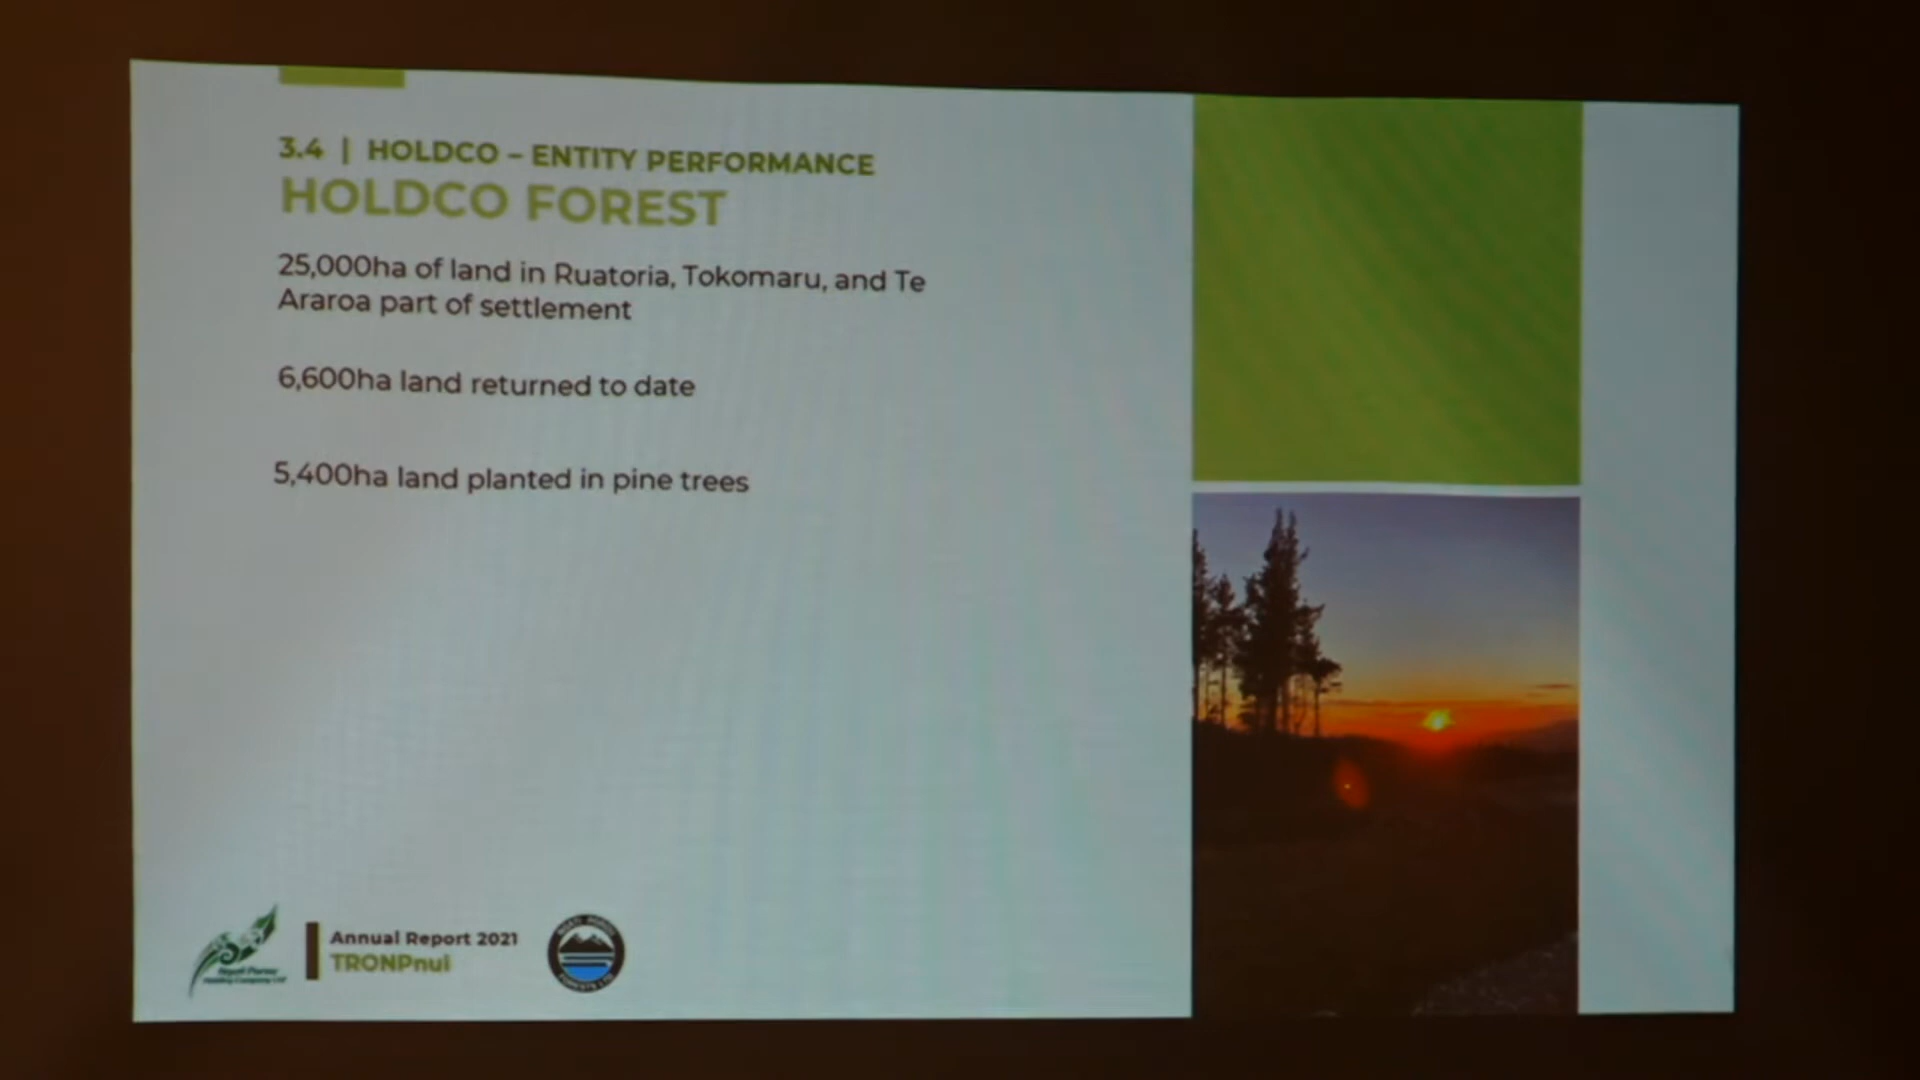 3.4 | HOLDCO – ENTITY PERFORMANCE
HOLDCO FOREST
25,000ha of land in Ruatoria, Tokomaru, and Te
Araroa part of settlement
6,600ha land returned to date
5,400ha land planted in pine trees
Annual Report 2021
TRONPnui